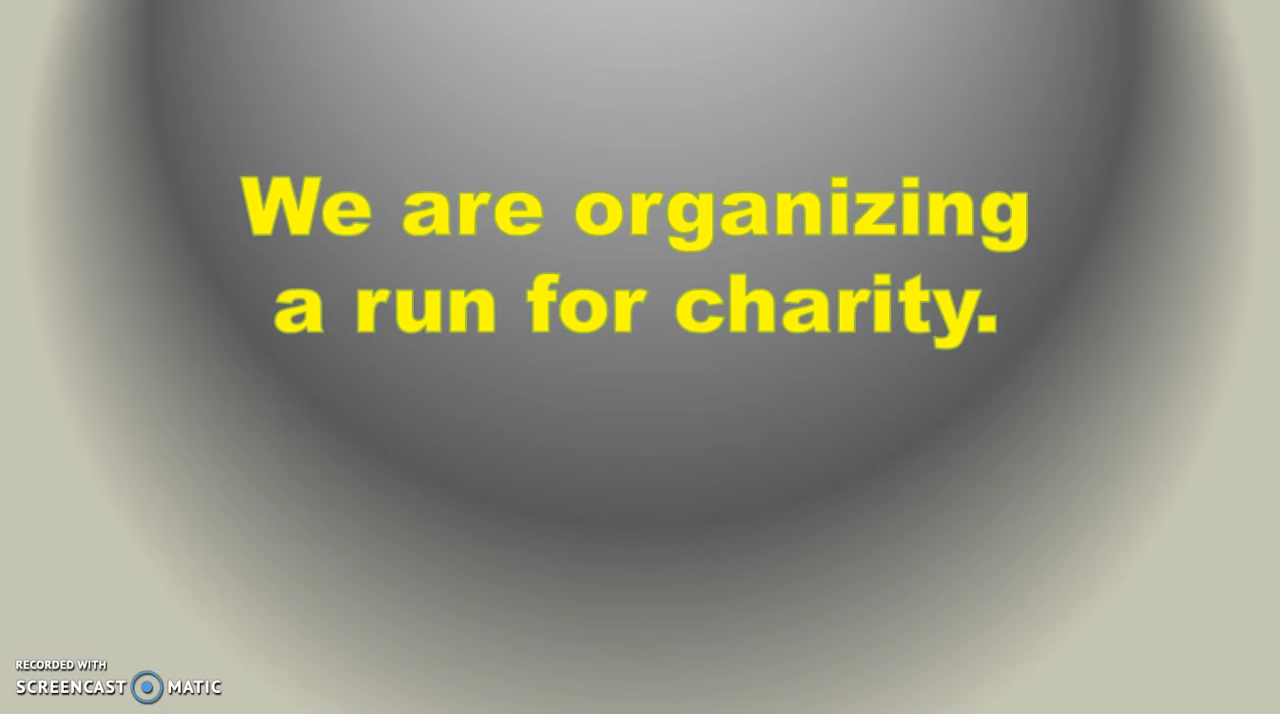 We are organizing
a run for charity.
RECORDED WITH
SCREENCAST MATIC